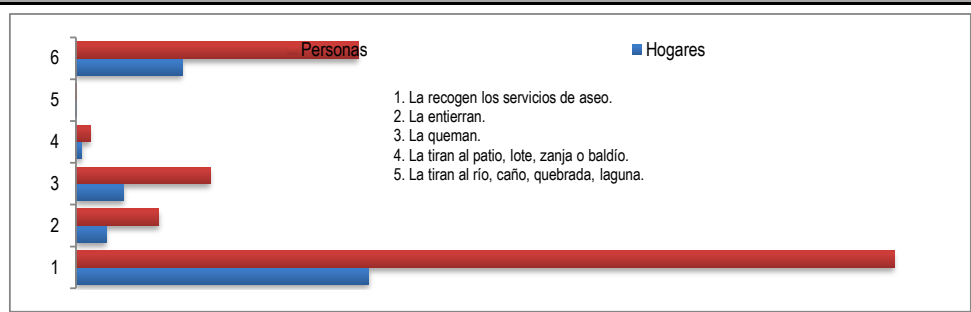 Personas Hogares
6
5
4
3
2
1
1. La recogen los servicios de aseo.
2. La entierran.
3. La queman.
4. La tiran al patio, lote, zanja o baldío.
5. La tiran al río, caño, quebrada, laguna.